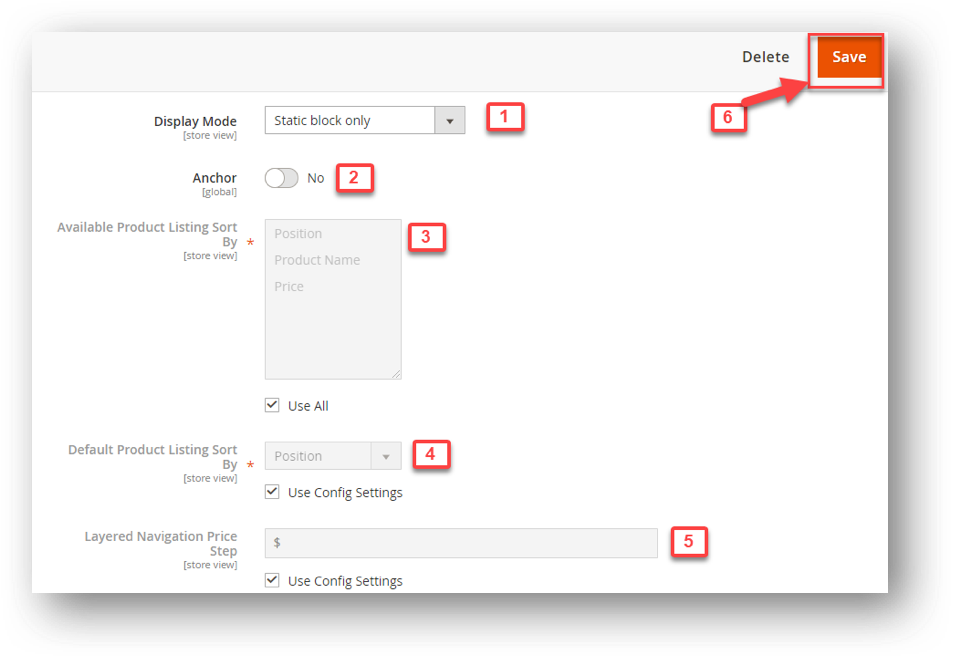 Delete
Save
6
Display Mode
[store view]
Static block only
1
Anchor
[global]
No
2
Available Product Listing Sort
By *
[store view]
Position
Product Name
Price
3
Use All
Default Product Listing Sort
By *
[store view]
Position
4
Use Config Settings
Layered Navigation Price
Step
[store view]
$
5
Use Config Settings